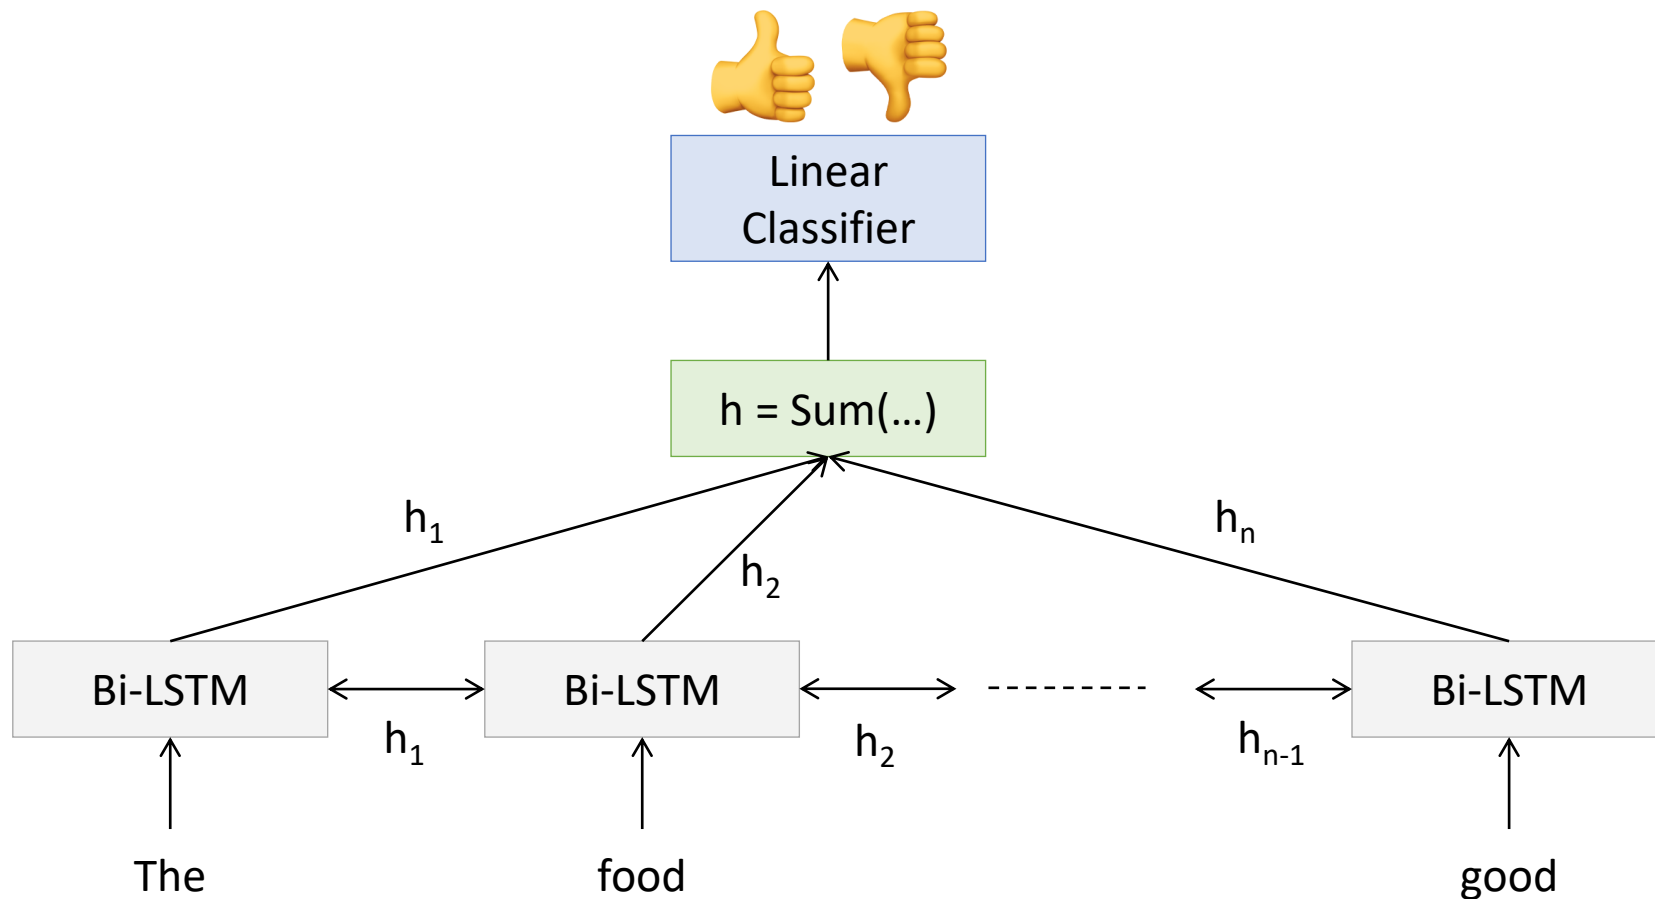 Linear
Classifier
h = Sum(...)
h₁
h₂
hₙ
Bi-LSTM
Bi-LSTM
Bi-LSTM
h₁
h₂
hₙ₋₁
The
food
good